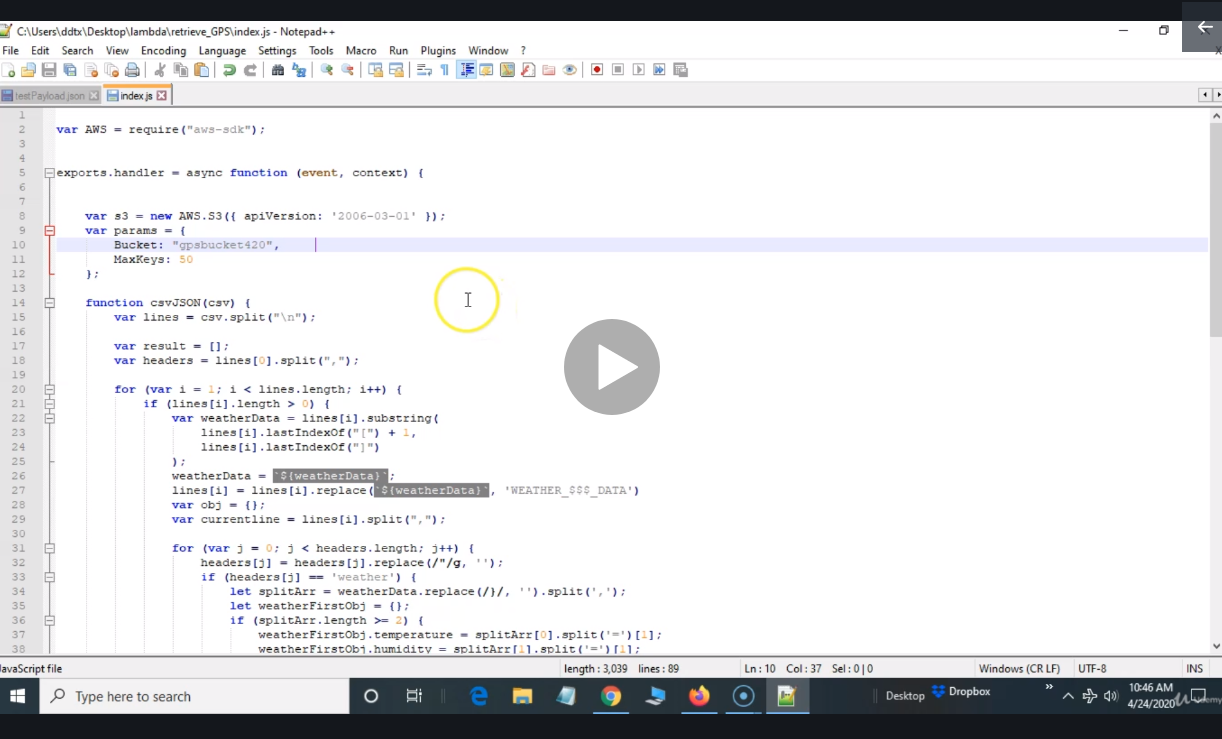 C:\Users\ddtx\Desktop\lambda\retrieve_GPS\index.js - Notepad++
File Edit Search View Encoding Language Settings Tools Macro Run Plugins Window ?
testPayload.json index.js
1
2 var AWS = require("aws-sdk");
3
4
5 exports.handler = async function (event, context) {
6
7
8 var s3 = new AWS.S3({ apiVersion: '2006-03-01' });
9 var params = {
10 Bucket: "gpsbucket420",
11 MaxKeys: 50
12 };
13
14 function csvJSON(csv) {
15 var lines = csv.split("\n");
16
17 var result = [];
18 var headers = lines[0].split(",");
19
20 for (var i = 1; i < lines.length; i++) {
21 if (lines[i].length > 0) {
22 var weatherData = lines[i].substring(
23 lines[i].lastIndexOf("[") + 1,
24 lines[i].lastIndexOf("]")
25 );
26 weatherData = `${weatherData}`;
27 lines[i] = lines[i].replace(`${weatherData}`, 'WEATHER_$$$_DATA')
28 var obj = {};
29 var currentline = lines[i].split(",");
30
31 for (var j = 0; j < headers.length; j++) {
32 headers[j] = headers[j].replace(/"/g, '');
33 if (headers[j] == 'weather') {
34 let splitArr = weatherData.replace(/}/, '').split(',');
35 let weatherFirstObj = {};
36 if (splitArr.length >= 2) {
37 weatherFirstObj.temperature = splitArr[0].split('=')[1];
38 weatherFirstObj.humidity = splitArr[1].split('=')[1];
JavaScript file length : 3,039 lines : 89 Ln : 10 Col : 37 Sel : 0 | 0 Windows (CR LF) UTF-8 INS
Type here to search Desktop Dropbox » 10:46 AM
4/24/2020 Udemy